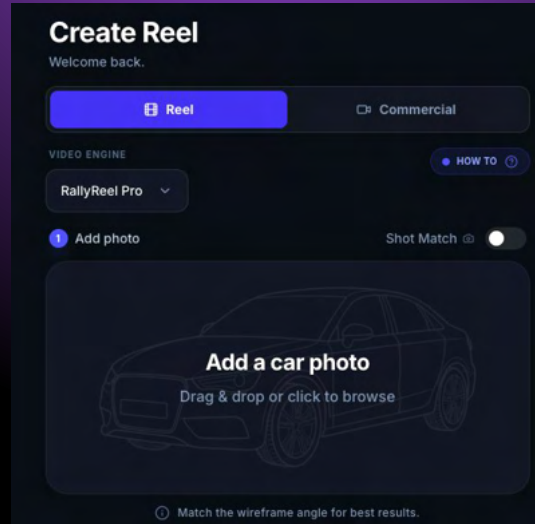 Create Reel
Welcome back.
Reel
Commercial
VIDEO ENGINE
HOW TO
RallyReel Pro
1 Add photo
Shot Match
Add a car photo
Drag & drop or click to browse
Match the wireframe angle for best results.